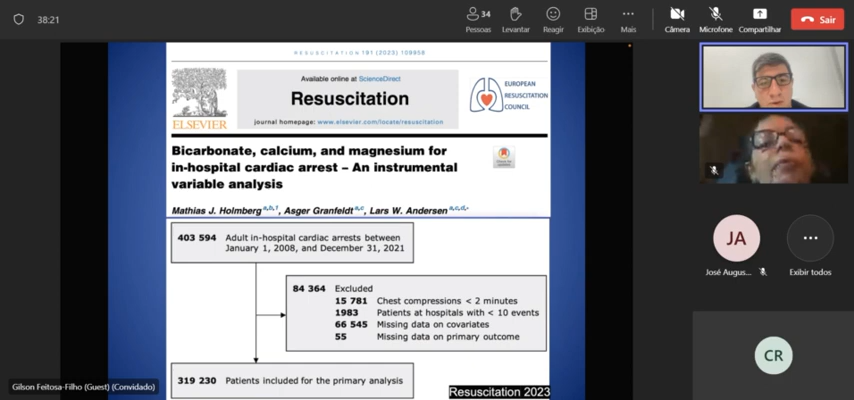 38:21
34
Pessoas
Levantar
Reagir
Exibição
Mais
Câmera
Microfone
Compartilhar
Sair
RESUSCITATION 191 (2023) 109958
Available online at ScienceDirect
Resuscitation
journal homepage: www.elsevier.com/locate/resuscitation
ELSEVIER
EUROPEAN
RESUSCITATION
COUNCIL
Bicarbonate, calcium, and magnesium for
in-hospital cardiac arrest – An instrumental
variable analysis
Mathias J. Holmberg a,b,1, Asger Granfeldt a,c, Lars W. Andersen a,c,d,*
403 594 Adult in-hospital cardiac arrests between
January 1, 2008, and December 31, 2021
84 364 Excluded
15 781 Chest compressions < 2 minutes
1983 Patients at hospitals with < 10 events
66 545 Missing data on covariates
55 Missing data on primary outcome
319 230 Patients included for the primary analysis
Resuscitation 2023
Gilson Feitosa-Filho (Guest) (Convidado)
JA
José Augus...
...
Exibir todos
CR